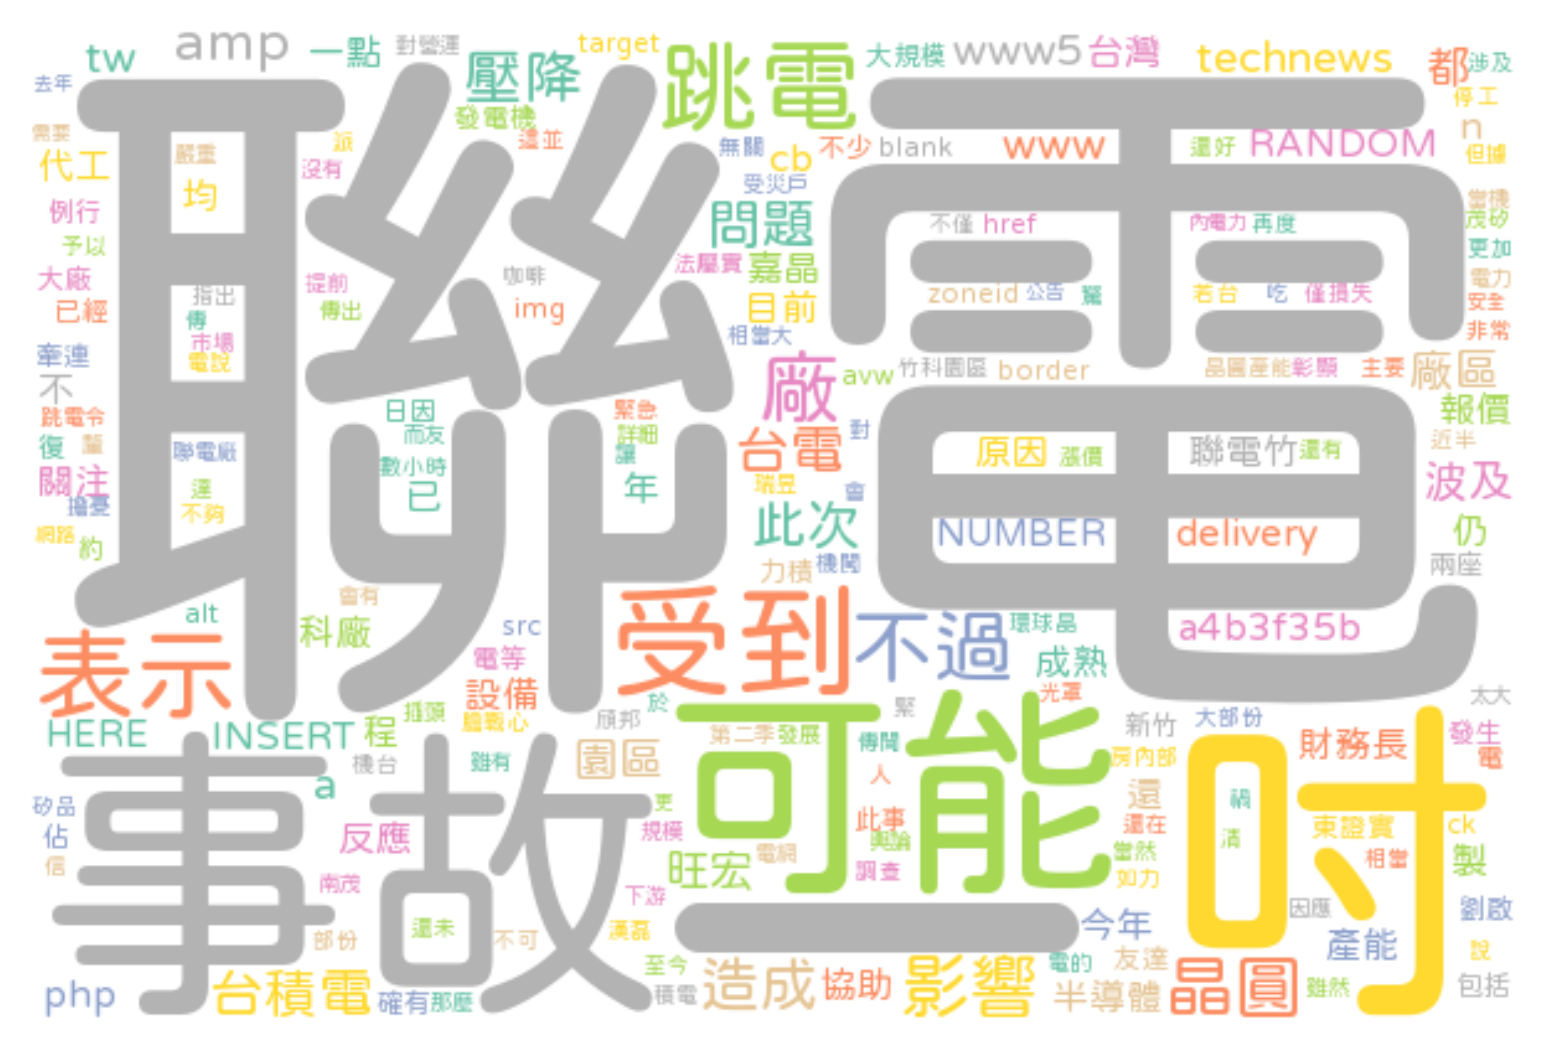 tw amp 一點 對營運 壓降 target 跳電 大規模 www5 台灣 technews 都 涉及
去年 發電機 停工
需要 嚴重 派 這並 無關 cb 不少 blank www 還好 RANDOM n 但據
代工 均 沒有 受災戶
例行 問題 不僅 href 內電力 再度 當機 茂矽
予以 法屬實 嘉晶 更加
大廠 指出 提前 咖啡 zoneid 公告 驚 若台 吃 僅損失 電力
已經 傳 傳出 img 目前 安全
市場 相當大 非常
牽連 電說 廠 avw 竹科園區 border 晶圓產能 彰顯 主要 廠區
不 日因 緊急 報價
跳電令 而友 詳細 台電 對 近半
復 聯電廠 讓 原因 漲價 聯電竹 還有
關注 數小時 已 年 瑞昱 會 波及
擔憂 達
網路 不夠 此次 NUMBER delivery 仍
約 力積 機聞 兩座
聯 電
alt 會有 受到 不過 環球晶 a4b3f35b
表示 科廠 src 成熟
電等 設備 光罩 太大
HERE INSERT 程 插頭 膽戰心 頎邦 於 可能 第二季 發展 緊 新竹 大部份 財務長 發生
機台 雖有 園區 傳聞 房內部 電
a 人 還 禍
矽品 更 此事 還在 東證實 ck
佔 反應 規模 輿論 清
信 旺宏 電網 調查 當然 相當 製
南茂 下游 如力
事故 一 吋
還未 漢磊 今年 因應 劉啟
部份 不可 產能 說
台積電 至今 造成 協助 影響 電的 友達 晶圓 雖然 包括
php 確有 那麼 積電 半導體